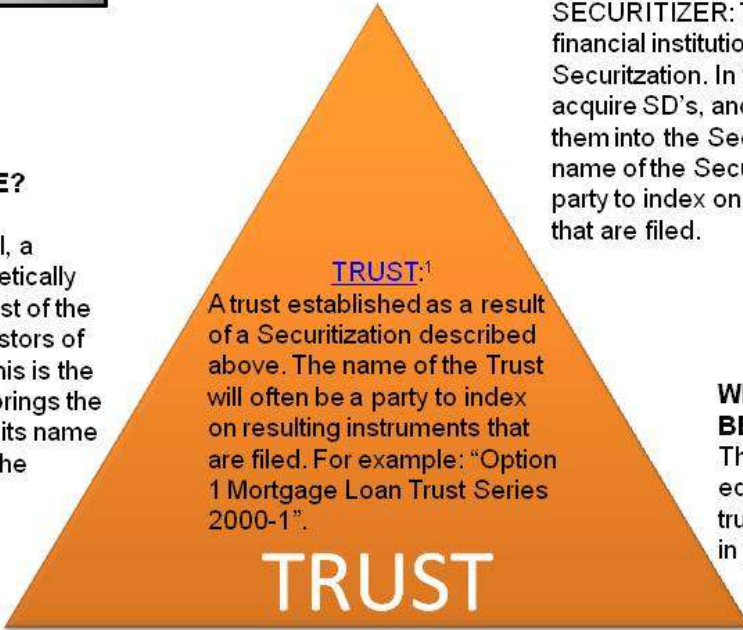 SECURITIZER:
financial institutio
Securitzation. In
acquire SD's, and
them into the Sec
name of the Secu
party to index on
that are filed.
E?
l, a
etically
st of the
stors of
his is the
brings the
its name
he
TRUST:¹
A trust established as a result
of a Securitization described
above. The name of the Trust
will often be a party to index
on resulting instruments that
are filed. For example: “Option
1 Mortgage Loan Trust Series
2000-1”.
TRUST
W
BE
Th
ec
tru
in